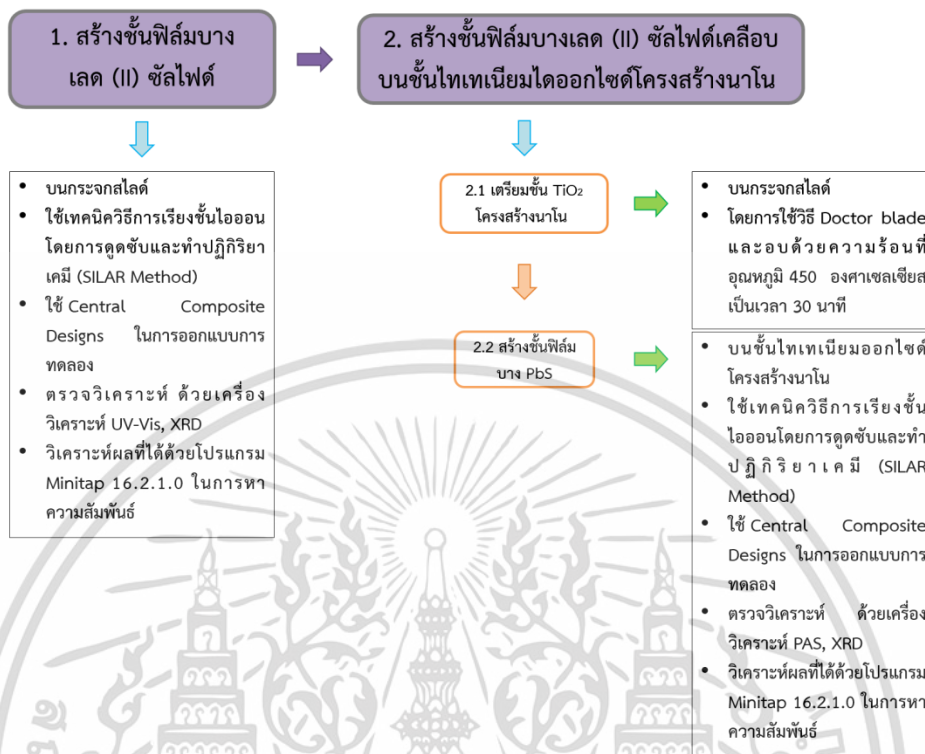 1. สร้างชั้นฟิล์มบาง
เลด (II) ซัลไฟด์
2. สร้างชั้นฟิล์มบางเลด (II) ซัลไฟด์เคลือบ
บนชั้นไทเทเนียมไดออกไซด์โครงสร้างนาโน
• บนกระจกสไลด์
• ใช้เทคนิควิธีการเรียงชั้นไอออน
โดยการดูดซับและทำปฏิกิริยา
เคมี (SILAR Method)
• ใช้ Central Composite
Designs ในการออกแบบการ
ทดลอง
• ตรวจวิเคราะห์ ด้วยเครื่อง
วิเคราะห์ UV-Vis, XRD
• วิเคราะห์ผลที่ได้ด้วยโปรแกรม
Minitap 16.2.1.0 ในการหา
ความสัมพันธ์
2.1 เตรียมชั้น TiO2
โครงสร้างนาโน
• บนกระจกสไลด์
• โดยการใช้วิธี Doctor blade
และอบด้วยความร้อนที่
อุณหภูมิ 450 องศาเซลเซียส
เป็นเวลา 30 นาที
2.2 สร้างชั้นฟิล์ม
บาง PbS
• บนชั้นไทเทเนียมออกไซด์
โครงสร้างนาโน
• ใช้เทคนิควิธีการเรียงชั้น
ไอออนโดยการดูดซับและทำ
ปฏิกิริยาเคมี (SILAR
Method)
• ใช้ Central Composite
Designs ในการออกแบบการ
ทดลอง
• ตรวจวิเคราะห์ ด้วยเครื่อง
วิเคราะห์ PAS, XRD
• วิเคราะห์ผลที่ได้ด้วยโปรแกรม
Minitap 16.2.1.0 ในการหา
ความสัมพันธ์